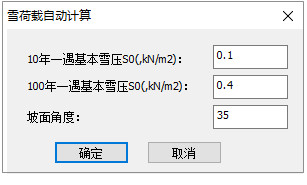 雪荷载自动计算
10年一遇基本雪压S0(,kN/m2)： 0.1
100年一遇基本雪压S0(,kN/m2)： 0.4
坡面角度： 35
确定 取消